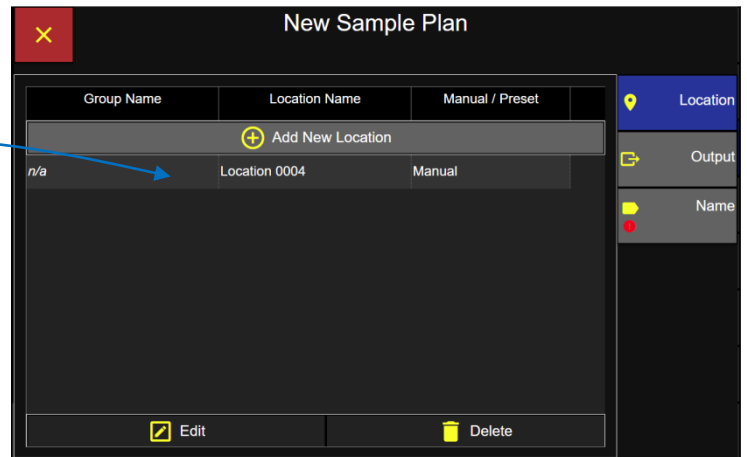 New Sample Plan
Group Name Location Name Manual / Preset
Add New Location
n/a Location 0004 Manual
Edit Delete
Location
Output
Name